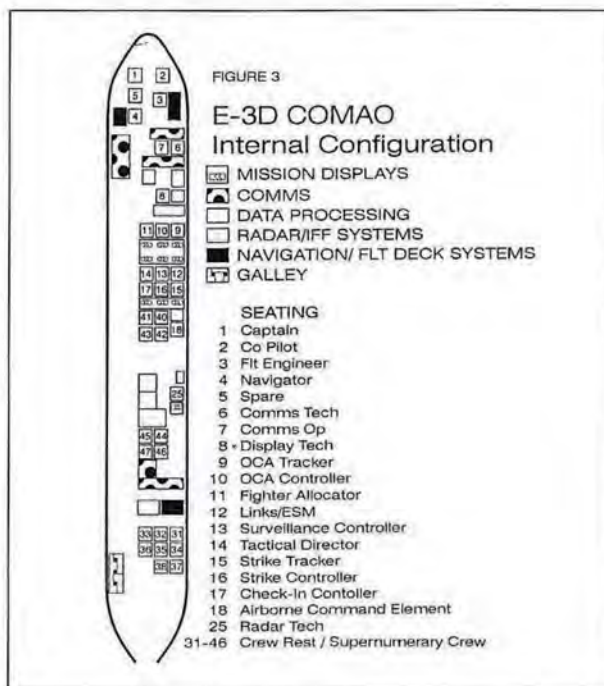 FIGURE 3
E-3D COMAO
Internal Configuration
MISSION DISPLAYS
COMMS
DATA PROCESSING
RADAR/IFF SYSTEMS
NAVIGATION/ FLT DECK SYSTEMS
GALLEY
SEATING
1 Captain
2 Co Pilot
3 Flt Engineer
4 Navigator
5 Spare
6 Comms Tech
7 Comms Op
8 Display Tech
9 OCA Tracker
10 OCA Controller
11 Fighter Allocator
12 Links/ESM
13 Surveillance Controller
14 Tactical Director
15 Strike Tracker
16 Strike Controller
17 Check-In Contoller
18 Airborne Command Element
25 Radar Tech
31-46 Crew Rest / Supernumerary Crew
1 2
5
3
4
7 6
8
11 10 9
14 13 12
17 16 15
41 40
43 42 18
25
45 44
47 46
33 32 31
36 35 34
38 37